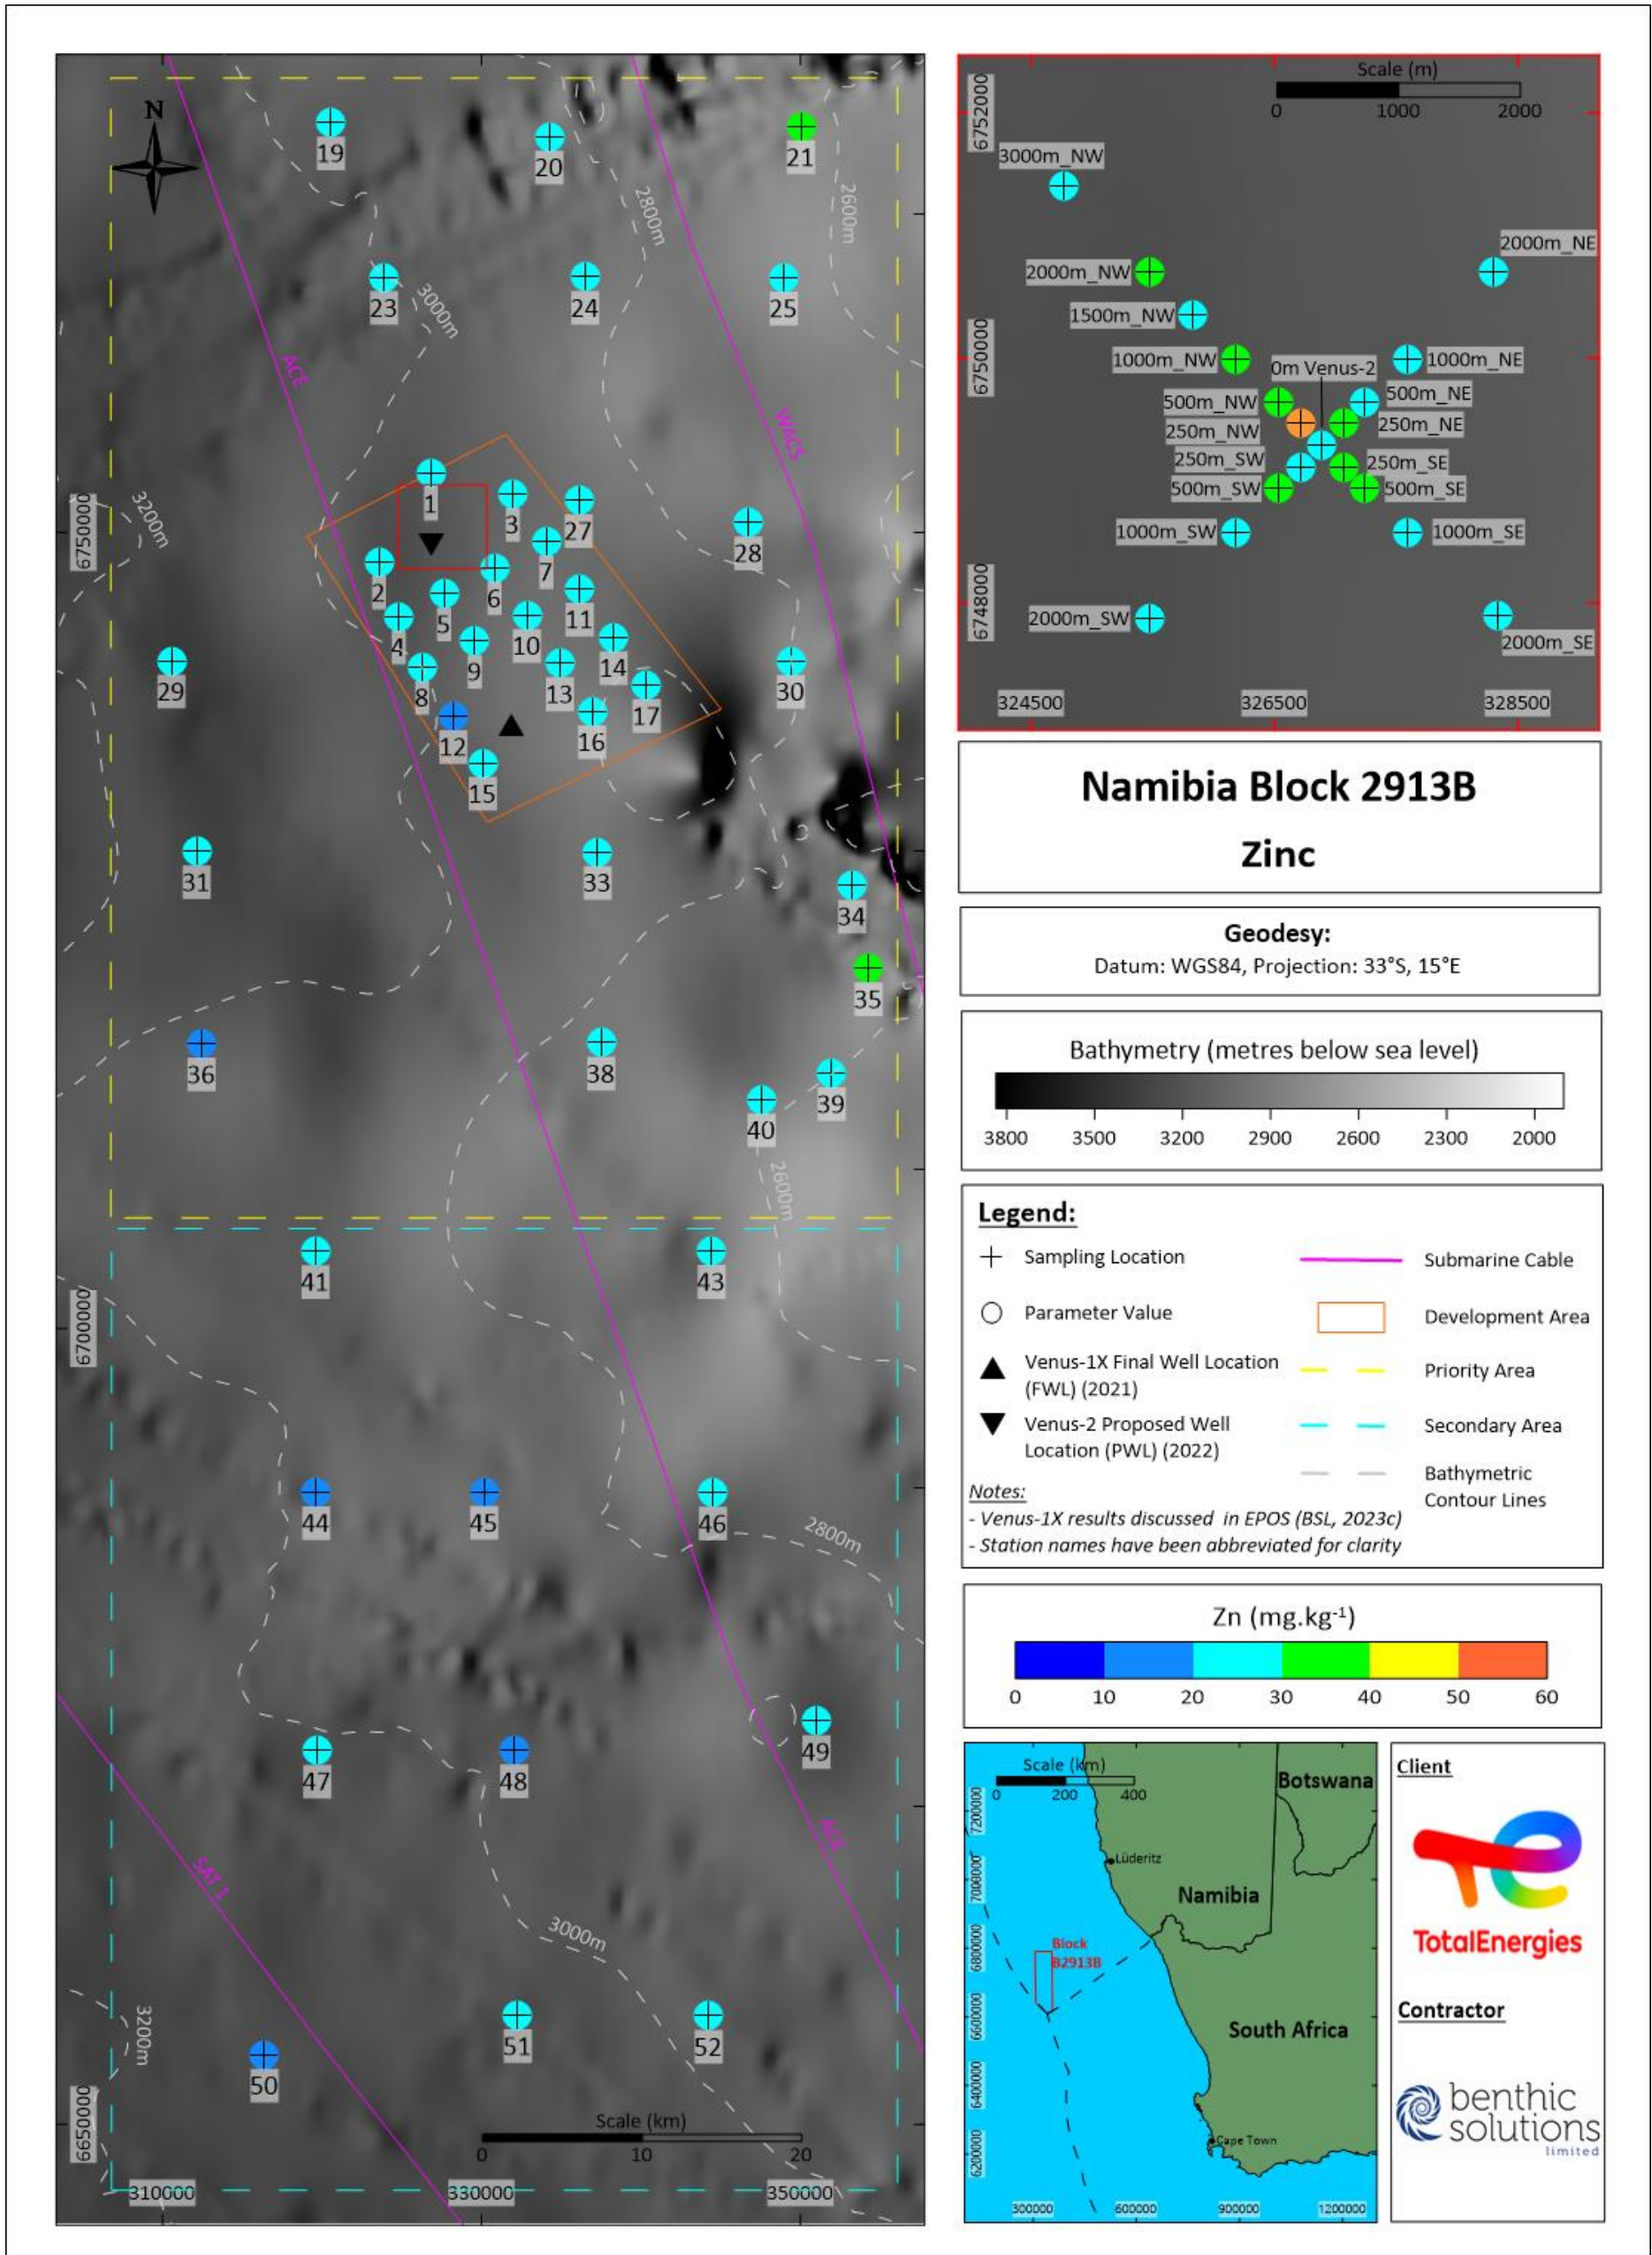 N
19
20
21
2800m
2600m
23
24
25
3000m
ACE
WACS
3200m
6750000
1
3
27
28
7
2
6
5
11
4
10
9
14
29
8
13
30
17
12
16
15
31
33
34
35
36
38
39
40
2600m
41
43
6700000
44
45
46
2800m
47
48
49
ACE
SAT 1
3000m
3200m
51
52
50
6650000
Scale (km)
0 10 20
310000 330000 350000
Scale (m)
0 1000 2000
6752000
3000m_NW
2000m_NE
2000m_NW
1500m_NW
6750000
1000m_NW
0m Venus-2
1000m_NE
500m_NW
500m_NE
250m_NW
250m_NE
250m_SW
250m_SE
500m_SW
500m_SE
1000m_SW
1000m_SE
6748000
2000m_SW
2000m_SE
324500 326500 328500
Namibia Block 2913B
Zinc
Geodesy:
Datum: WGS84, Projection: 33°S, 15°E
Bathymetry (metres below sea level)
3800 3500 3200 2900 2600 2300 2000
Legend:
Sampling Location
Submarine Cable
Parameter Value
Development Area
Venus-1X Final Well Location
(FWL) (2021)
Priority Area
Venus-2 Proposed Well
Location (PWL) (2022)
Secondary Area
Bathymetric
Contour Lines
Notes:
- Venus-1X results discussed in EPOS (BSL, 2023c)
- Station names have been abbreviated for clarity
Zn (mg.kg⁻¹)
0 10 20 30 40 50 60
Scale (km)
0 200 400
Botswana
7200000
Lüderitz
7000000
Namibia
6800000
Block
B2913B
6600000
South Africa
6400000
Cape Town
6200000
300000 600000 900000 1200000
Client
TotalEnergies
Contractor
benthic
solutions
limited